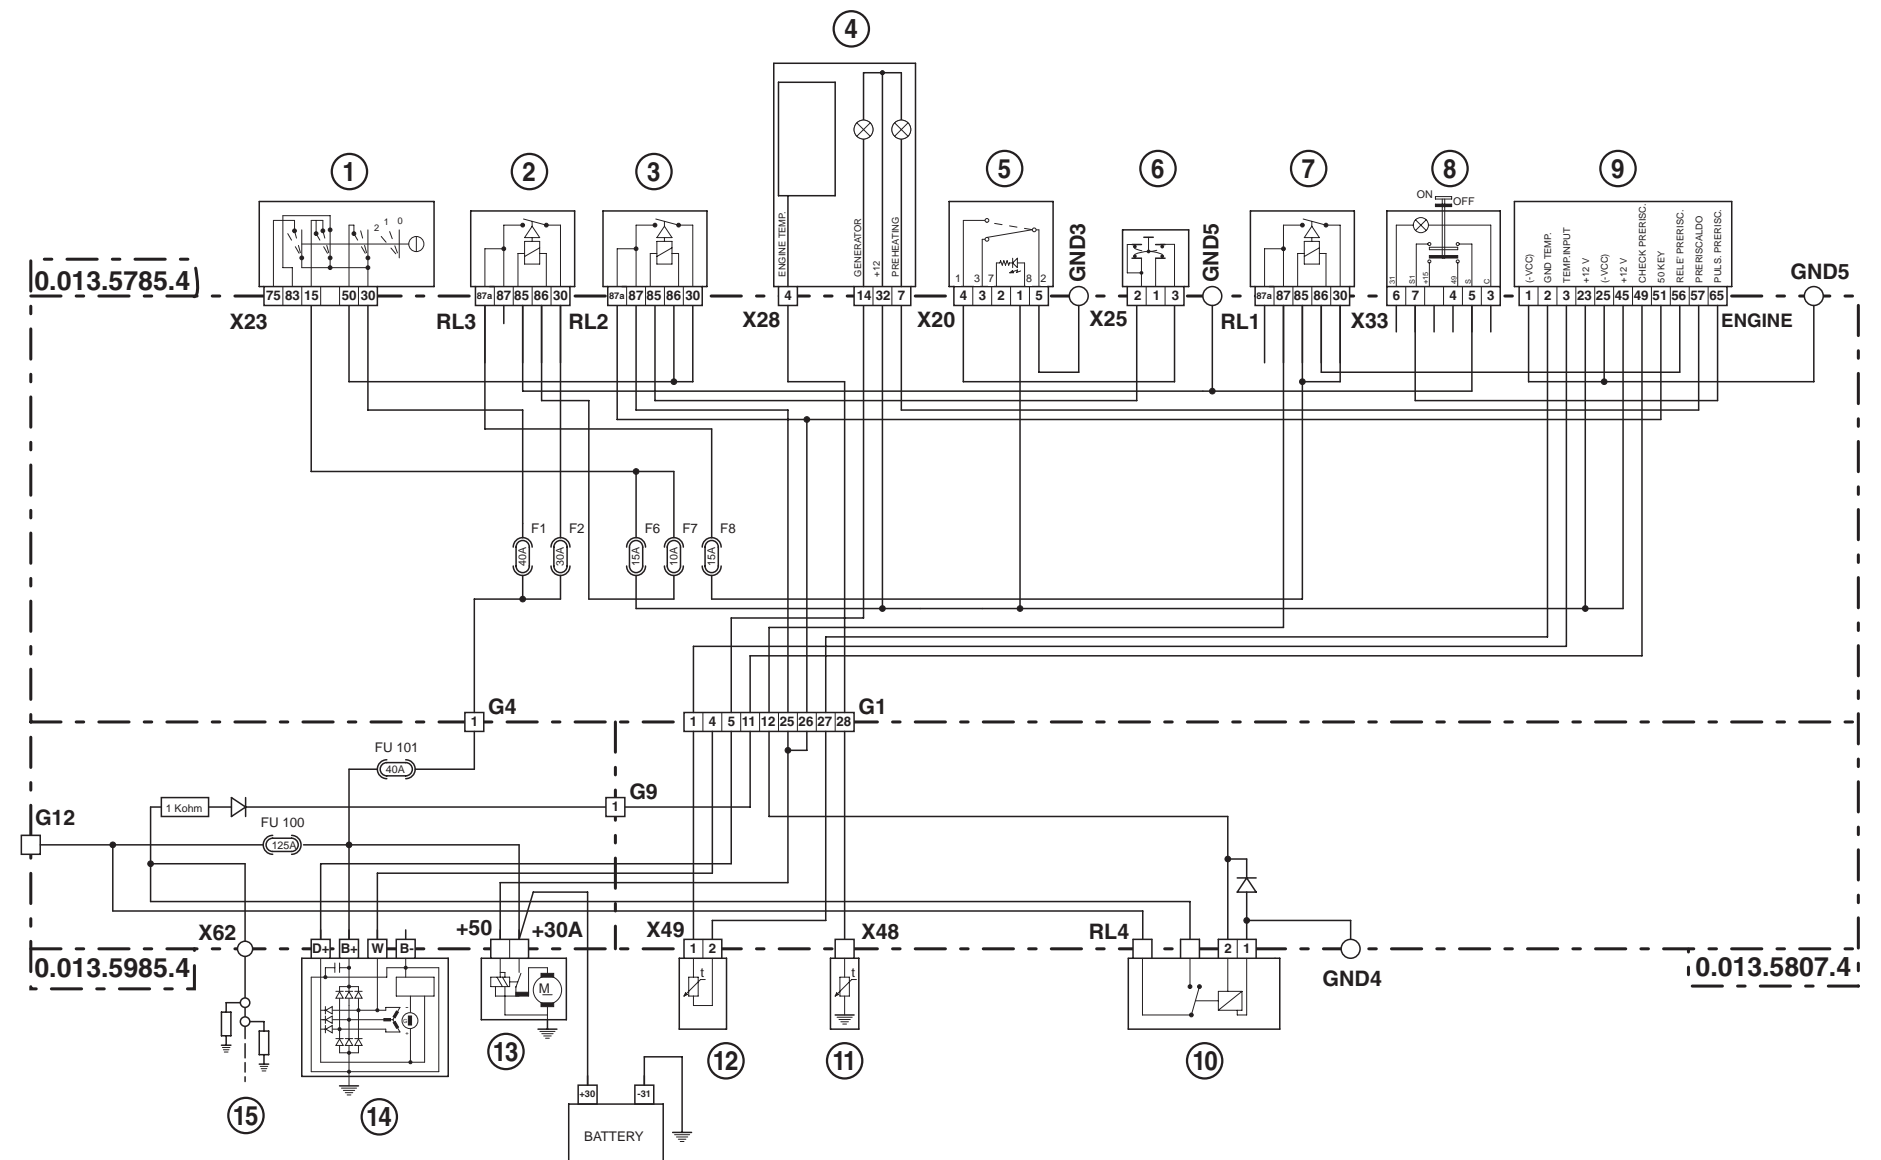 4
1
2
3
5
6
7
8
9
ON
OFF
2
1
0
ENGINE TEMP.
GENERATOR
+12
PREHEATING
1
3
7
8
2
31
S1
+15
49
S
C
(-VCC)
GND TEMP.
TEMP.INPUT
+12 V
(-VCC)
+12 V
CHECK PRERISC.
50 KEY
RELE' PRERISC.
PRERISCALDO
PULS. PRERISC.
GND3
GND5
GND5
0.013.5785.4
75 83 15 50 30
87a 87 85 86 30
87a 87 85 86 30
4
14 32 7
4 3 2 1 5
2 1 3
87a 87 85 86 30
6 7 4 5 3
1 2 3 23 25 45 49 51 56 57 65
X23
RL3
RL2
X28
X20
X25
RL1
X33
ENGINE
F1
F2
F6
F7
F8
40A
30A
15A
10A
15A
G4
1
G1
1 4 5 11 12 25 26 27 28
FU 101
40A
1 Kohm
G9
1
G12
FU 100
125A
X62
D+ B+ W B-
+50
+30A
X49
1 2
X48
RL4
2 1
GND4
0.013.5985.4
0.013.5807.4
M
t
t
13
12
11
10
15
14
+30
-31
BATTERY